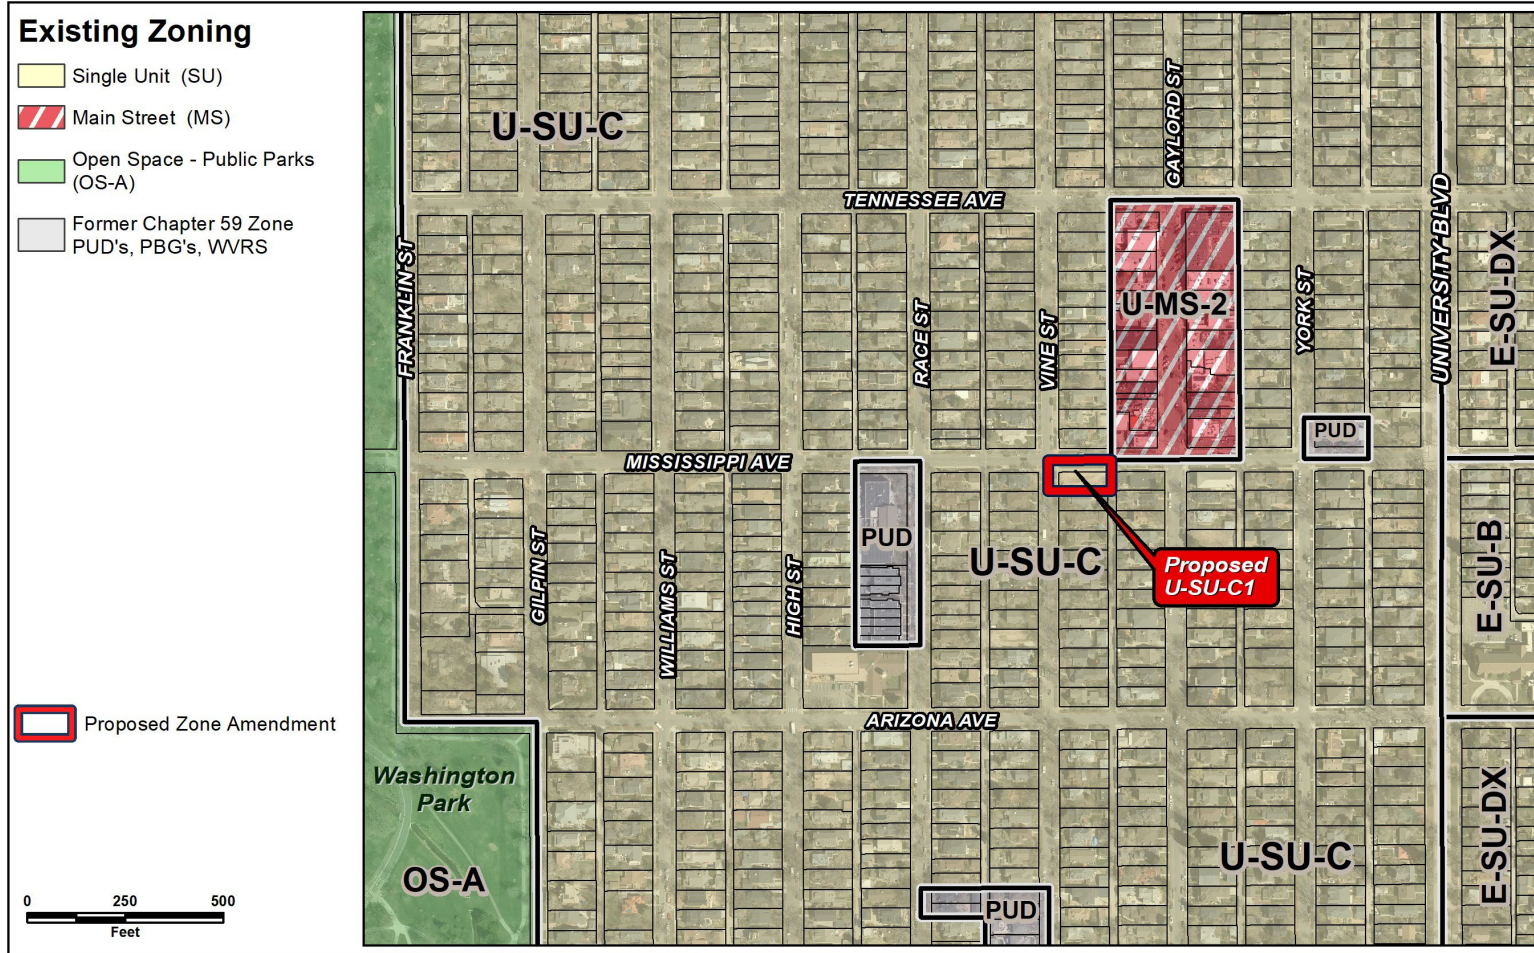 Existing Zoning
Single Unit  (SU)
Main Street  (MS)
Open Space - Public Parks
(OS-A)
Former Chapter 59 Zone
PUD's, PBG's, WVRS
Proposed Zone Amendment
0 250 500
Feet
U-SU-C
GAYLORD ST
TENNESSEE AVE
UNIVERSITY BLVD
FRANKLIN ST
E-SU-DX
U-MS-2
RACE ST
VINE ST
YORK ST
PUD
MISSISSIPPI AVE
PUD
U-SU-C
Proposed
U-SU-C1
GILPIN ST
WILLIAMS ST
HIGH ST
E-SU-B
ARIZONA AVE
Washington
Park
OS-A
U-SU-C
E-SU-DX
PUD